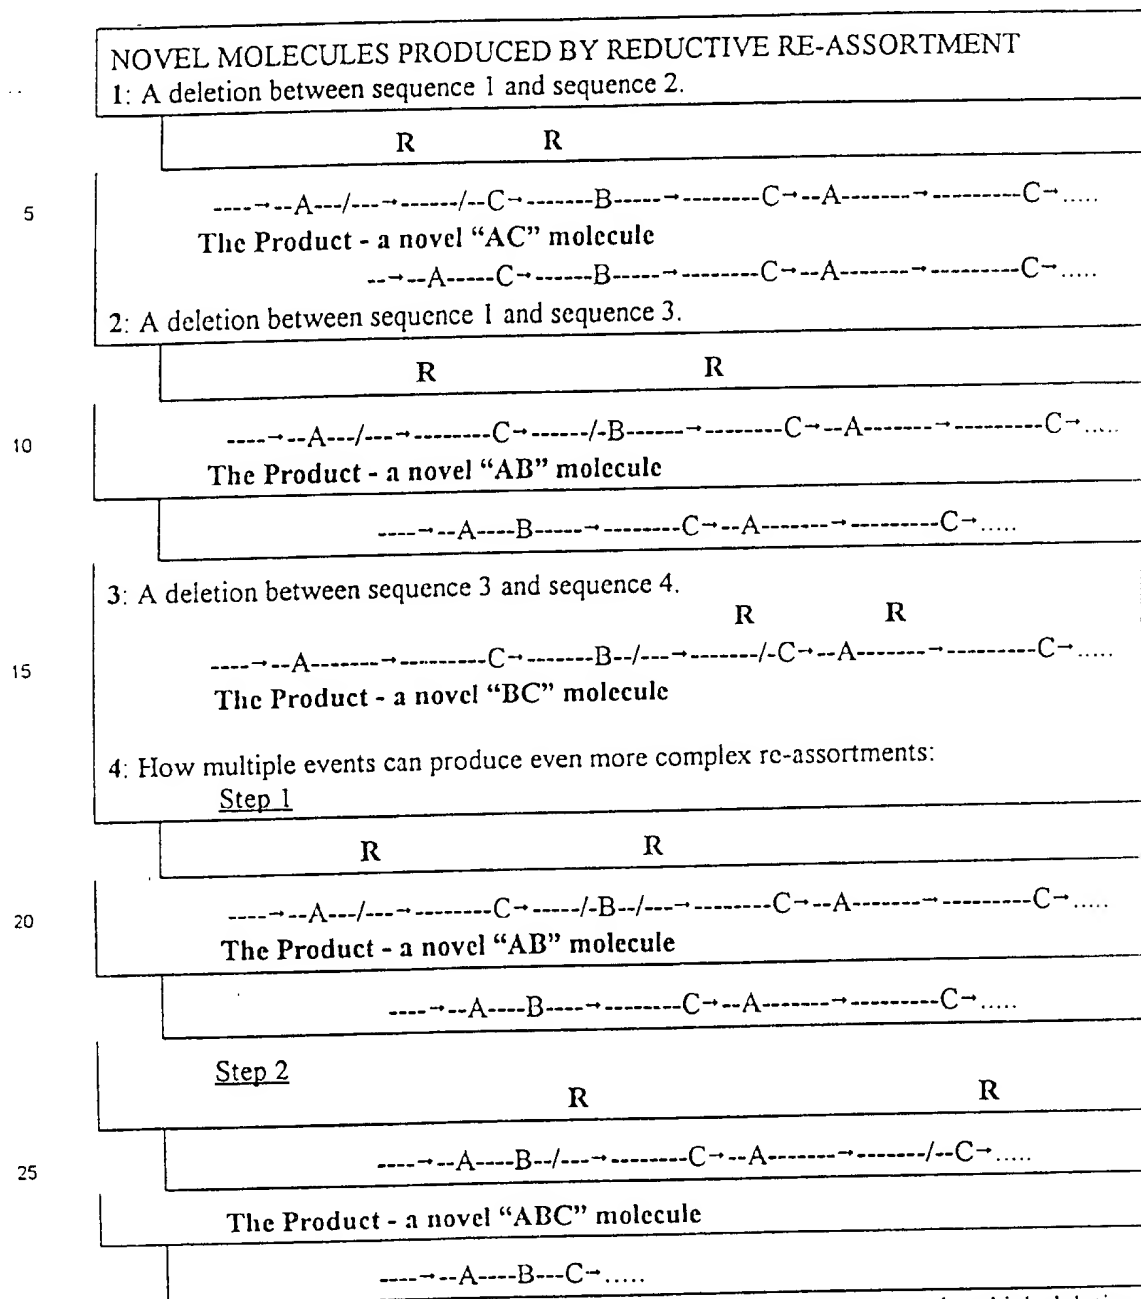 NOVEL MOLECULES PRODUCED BY REDUCTIVE RE-ASSORTMENT
1: A deletion between sequence 1 and sequence 2.
R R
5 ----→--A---/---→------/--C→-------B-----→--------C→--A-------→---------C→.....
The Product - a novel “AC” molecule
--→--A-----C→------B-----→--------C→--A-------→---------C→.....
2: A deletion between sequence 1 and sequence 3.
R R
10 ----→--A---/---→--------C→------/-B------→--------C→--A-------→---------C→.....
The Product - a novel “AB” molecule
----→--A----B-----→--------C→--A-------→---------C→.....
3: A deletion between sequence 3 and sequence 4.
R R
15 ----→--A-------→---------C→-------B--/---→-------/-C→--A-------→---------C→.....
The Product - a novel “BC” molecule
4: How multiple events can produce even more complex re-assortments:
Step 1
R R
20 ----→--A---/---→--------C→-----/-B--/---→--------C→--A-------→---------C→.....
The Product - a novel “AB” molecule
----→--A----B----→--------C→--A-------→---------C→.....
Step 2
R R
25 ----→--A----B--/---→--------C→--A-------→-------/--C→.....
The Product - a novel “ABC” molecule
----→--A----B---C→.....